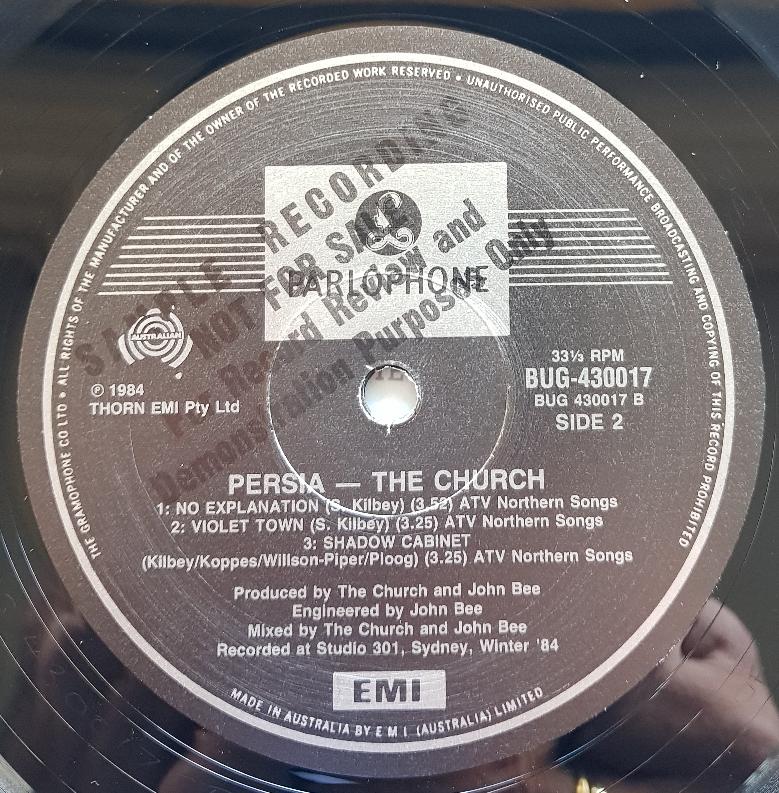 THE GRAMOPHONE CO LTD • ALL RIGHTS OF THE MANUFACTURER AND OF THE OWNER OF THE RECORDED WORK RESERVED • UNAUTHORISED PUBLIC PERFORMANCE BROADCASTING AND COPYING OF THIS RECORD PROHIBITED
SAMPLE RECORDING
NOT FOR SALE
For Record Review and
Demonstration Purposes Only
£
PARLOPHONE
AUSTRALIAN
℗ 1984
THORN EMI Pty Ltd
33⅓ RPM
BUG-430017
BUG 430017 B
SIDE 2
PERSIA — THE CHURCH
1: NO EXPLANATION (S. Kilbey) (3.52) ATV Northern Songs
2: VIOLET TOWN (S. Kilbey) (3.25) ATV Northern Songs
3: SHADOW CABINET
(Kilbey/Koppes/Willson-Piper/Ploog) (3.25) ATV Northern Songs
Produced by The Church and John Bee
Engineered by John Bee
Mixed by The Church and John Bee
Recorded at Studio 301, Sydney, Winter '84
EMI
MADE IN AUSTRALIA BY E M I (AUSTRALIA) LIMITED